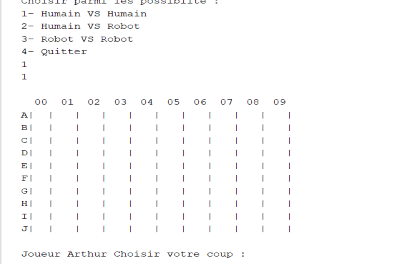 Choisir parmi les possiblité :
1- Humain VS Humain
2- Humain VS Robot
3- Robot VS Robot
4- Quitter
1
1
00 01 02 03 04 05 06 07 08 09
A| | | | | | | | | | |
B| | | | | | | | | | |
C| | | | | | | | | | |
D| | | | | | | | | | |
E| | | | | | | | | | |
F| | | | | | | | | | |
G| | | | | | | | | | |
H| | | | | | | | | | |
I| | | | | | | | | | |
J| | | | | | | | | | |
Joueur Arthur Choisir votre coup :